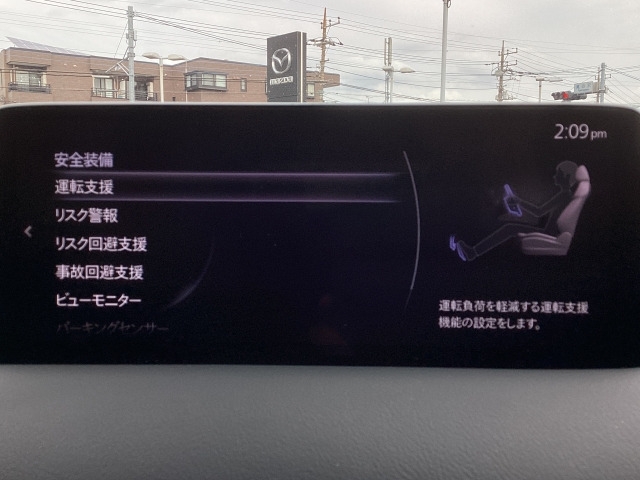 2:09pm
安全装備
運転支援
リスク警報
リスク回避支援
事故回避支援
ビューモニター
パーキングセンサー
運転負荷を軽減する運転支援
機能の設定をします。